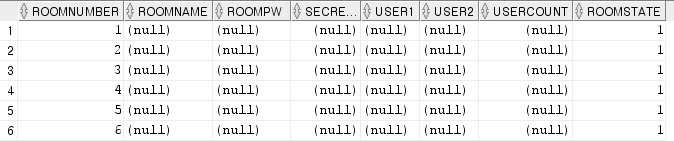 ROOMNUMBER ROOMNAME ROOMPW SECRE... USER1 USER2 USERCOUNT ROOMSTATE
1 1 (null) (null) (null) (null) (null) (null) 1
2 2 (null) (null) (null) (null) (null) (null) 1
3 3 (null) (null) (null) (null) (null) (null) 1
4 4 (null) (null) (null) (null) (null) (null) 1
5 5 (null) (null) (null) (null) (null) (null) 1
6 6 (null) (null) (null) (null) (null) (null) 1